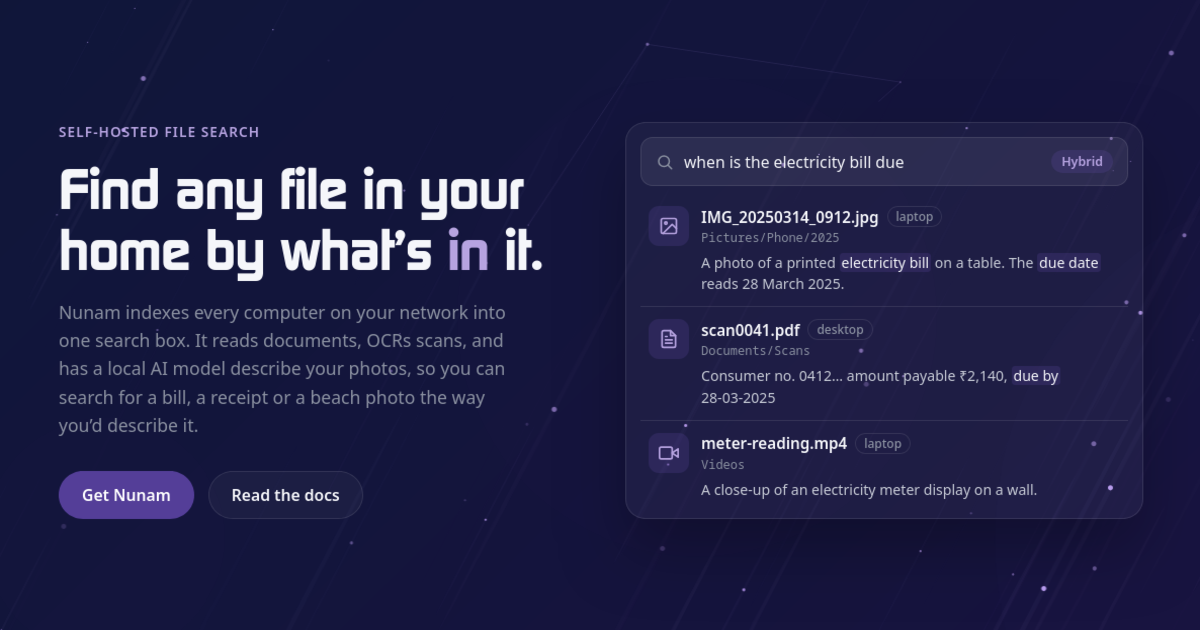 SELF-HOSTED FILE SEARCH
Find any file in your
home by what's in it.
Nunam indexes every computer on your network into
one search box. It reads documents, OCRs scans, and
has a local AI model describe your photos, so you can
search for a bill, a receipt or a beach photo the way
you'd describe it.
Get Nunam
Read the docs
when is the electricity bill due
Hybrid
IMG_20250314_0912.jpg laptop
Pictures/Phone/2025
A photo of a printed electricity bill on a table. The due date
reads 28 March 2025.
scan0041.pdf desktop
Documents/Scans
Consumer no. 0412… amount payable ₹2,140, due by
28-03-2025
meter-reading.mp4 laptop
Videos
A close-up of an electricity meter display on a wall.